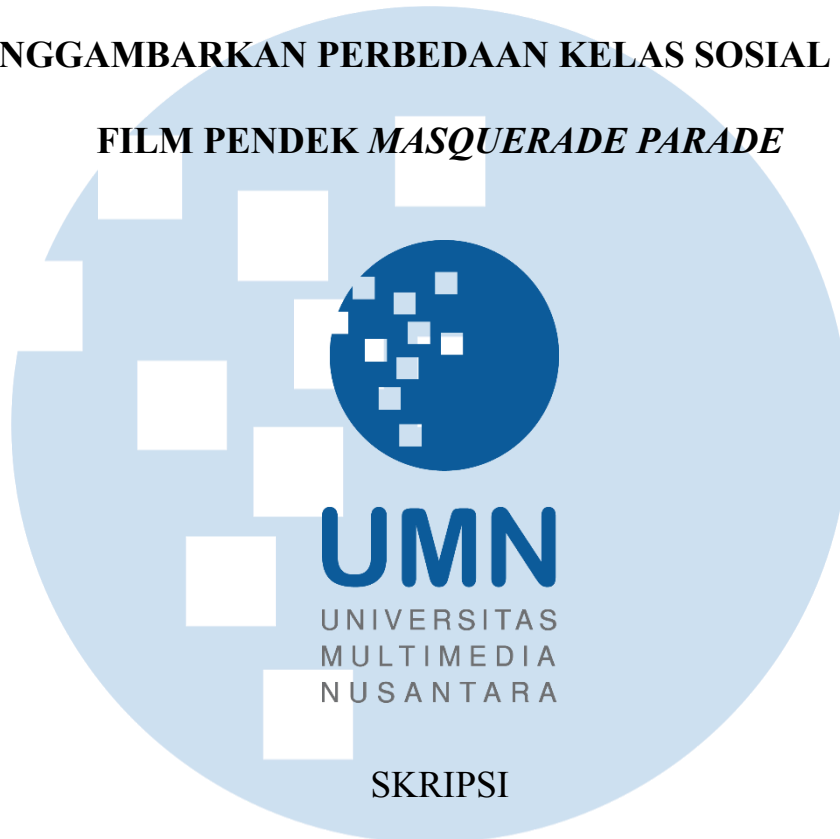 NGGAMBARKAN PERBEDAAN KELAS SOSIAL
FILM PENDEK MASQUERADE PARADE
UMN
UNIVERSITAS
MULTIMEDIA
NUSANTARA
SKRIPSI